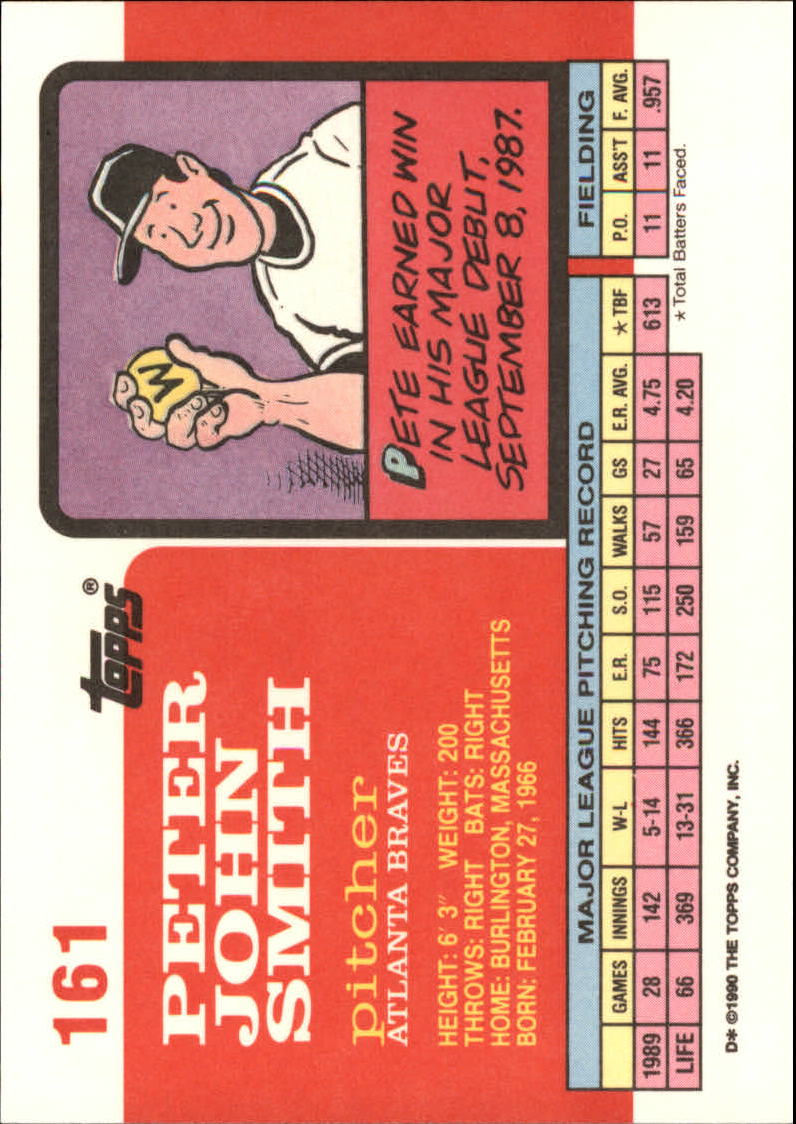 161
topps®
PETER
JOHN
SMITH
pitcher
ATLANTA BRAVES
HEIGHT: 6' 3" WEIGHT: 200
THROWS: RIGHT BATS: RIGHT
HOME: BURLINGTON, MASSACHUSETTS
BORN: FEBRUARY 27, 1966
W
PETE EARNED WIN
IN HIS MAJOR
LEAGUE DEBUT,
SEPTEMBER 8, 1987.
MAJOR LEAGUE PITCHING RECORD FIELDING
GAMES INNINGS W-L HITS E.R. S.O. WALKS GS E.R. AVG. ★TBF P.O. ASS'T F. AVG.
1989 28 142 5-14 144 75 115 57 27 4.75 613 11 11 .957
LIFE 66 369 13-31 366 172 250 159 65 4.20
★Total Batters Faced.
D* ©1990 THE TOPPS COMPANY, INC.